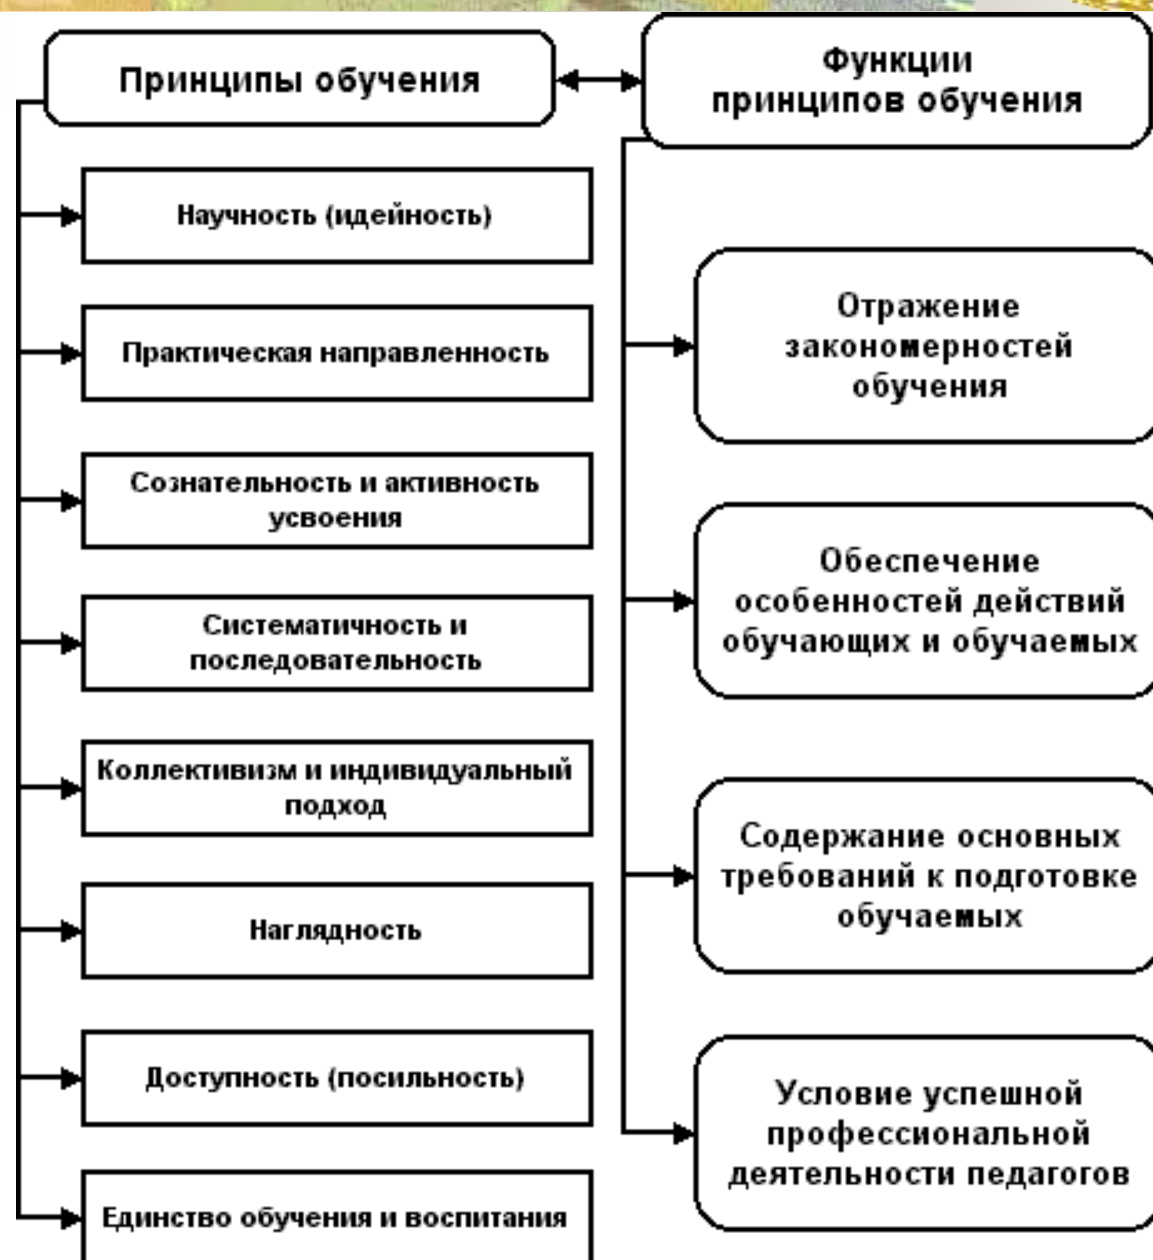 Принципы обучения
Научность (идейность)
Практическая направленность
Сознательность и активность
усвоения
Систематичность и
последовательность
Коллективизм и индивидуальный
подход
Наглядность
Доступность (посильность)
Единство обучения и воспитания
Функции
принципов обучения
Отражение
закономерностей
обучения
Обеспечение
особенностей действий
обучающих и обучаемых
Содержание основных
требований к подготовке
обучаемых
Условие успешной
профессиональной
деятельности педагогов